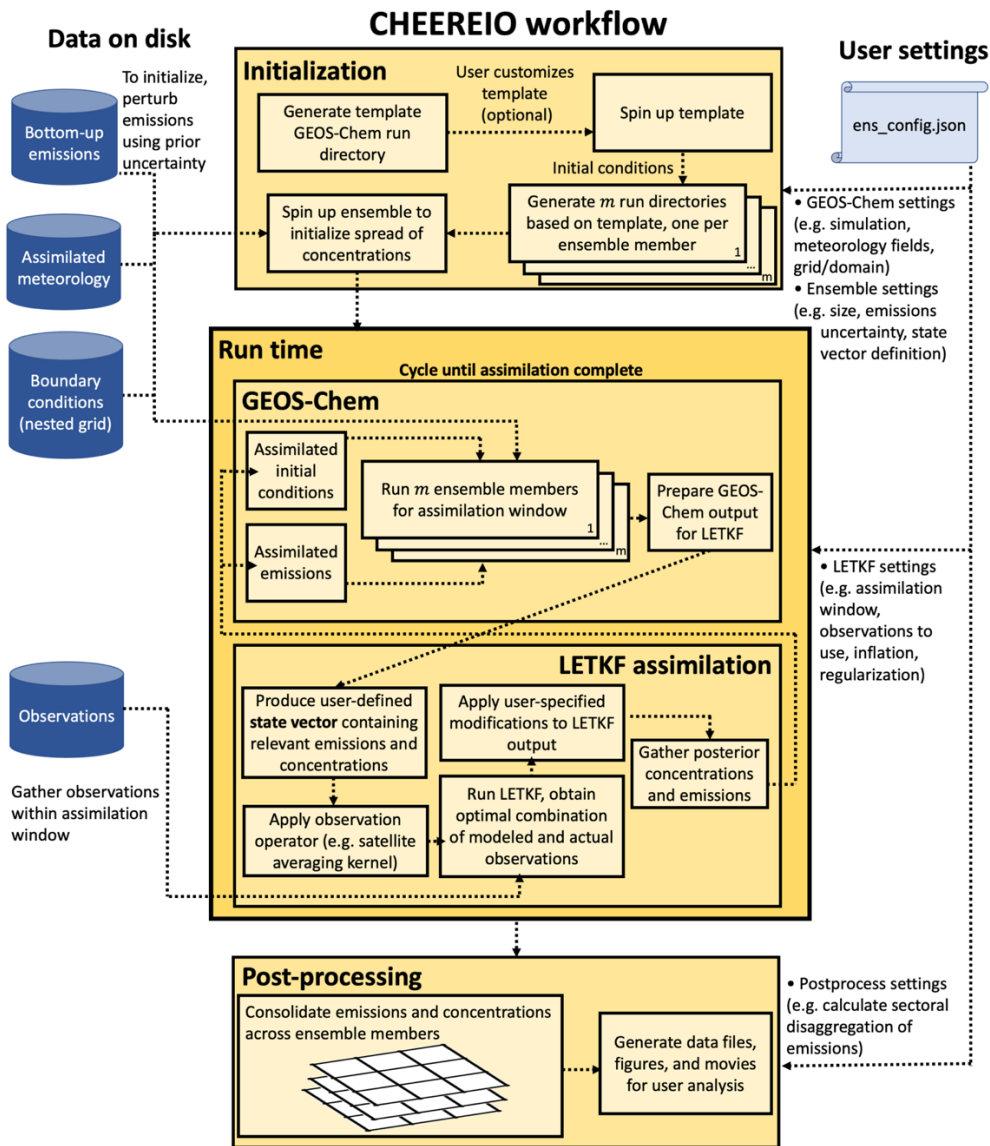 CHEEREIO workflow
Data on disk
To initialize,
perturb
emissions
using prior
uncertainty
Bottom-up
emissions
Assimilated
meteorology
Boundary
conditions
(nested grid)
Observations
Gather observations
within assimilation
window
Initialization
Generate template
GEOS-Chem run
directory
User customizes
template
(optional)
Spin up template
Initial conditions
Generate m run directories
based on template, one per
ensemble member
1
...
m
Spin up ensemble to
initialize spread of
concentrations
Run time
Cycle until assimilation complete
GEOS-Chem
Assimilated
initial
conditions
Assimilated
emissions
Run m ensemble members
for assimilation window
1
...
m
Prepare GEOS-
Chem output
for LETKF
LETKF assimilation
Produce user-defined
state vector containing
relevant emissions and
concentrations
Apply observation
operator (e.g. satellite
averaging kernel)
Apply user-specified
modifications to LETKF
output
Run LETKF, obtain
optimal combination
of modeled and actual
observations
Gather posterior
concentrations
and emissions
Post-processing
Consolidate emissions and concentrations
across ensemble members
Generate data files,
figures, and movies
for user analysis
User settings
ens_config.json
• GEOS-Chem settings
(e.g. simulation,
meteorology fields,
grid/domain)
• Ensemble settings
(e.g. size, emissions
uncertainty, state
vector definition)
• LETKF settings
(e.g. assimilation
window,
observations to
use, inflation,
regularization)
• Postprocess settings
(e.g. calculate sectoral
disaggregation of
emissions)